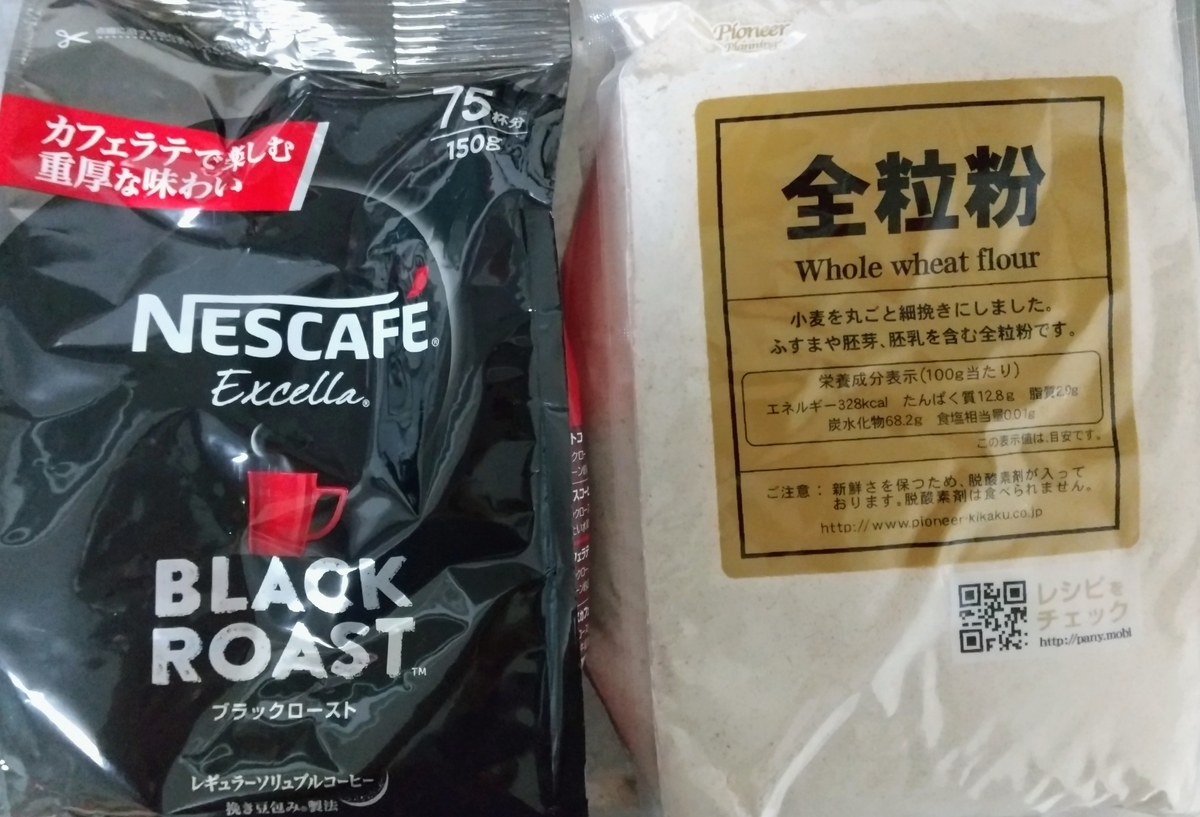 カフェラテで楽しむ
重厚な味わい
75杯分
150g
NESCAFÉ®
Excella®
BLACK
ROAST™
ブラックロースト
レギュラーソリュブルコーヒー
挽き豆包み®製法
Pioneer
Planning
全粒粉
Whole wheat flour
小麦を丸ごと細挽きにしました。
ふすまや胚芽、胚乳を含む全粒粉です。
栄養成分表示(100g当たり)
エネルギー328kcal たんぱく質12.8g 脂質2.9g
炭水化物68.2g 食塩相当量0.01g
この表示値は、目安です。
ご注意: 新鮮さを保つため、脱酸素剤が入って
おります。脱酸素剤は食べられません。
http://www.pioneer-kikaku.co.jp
レシピを
チェック
http://pany.mobi